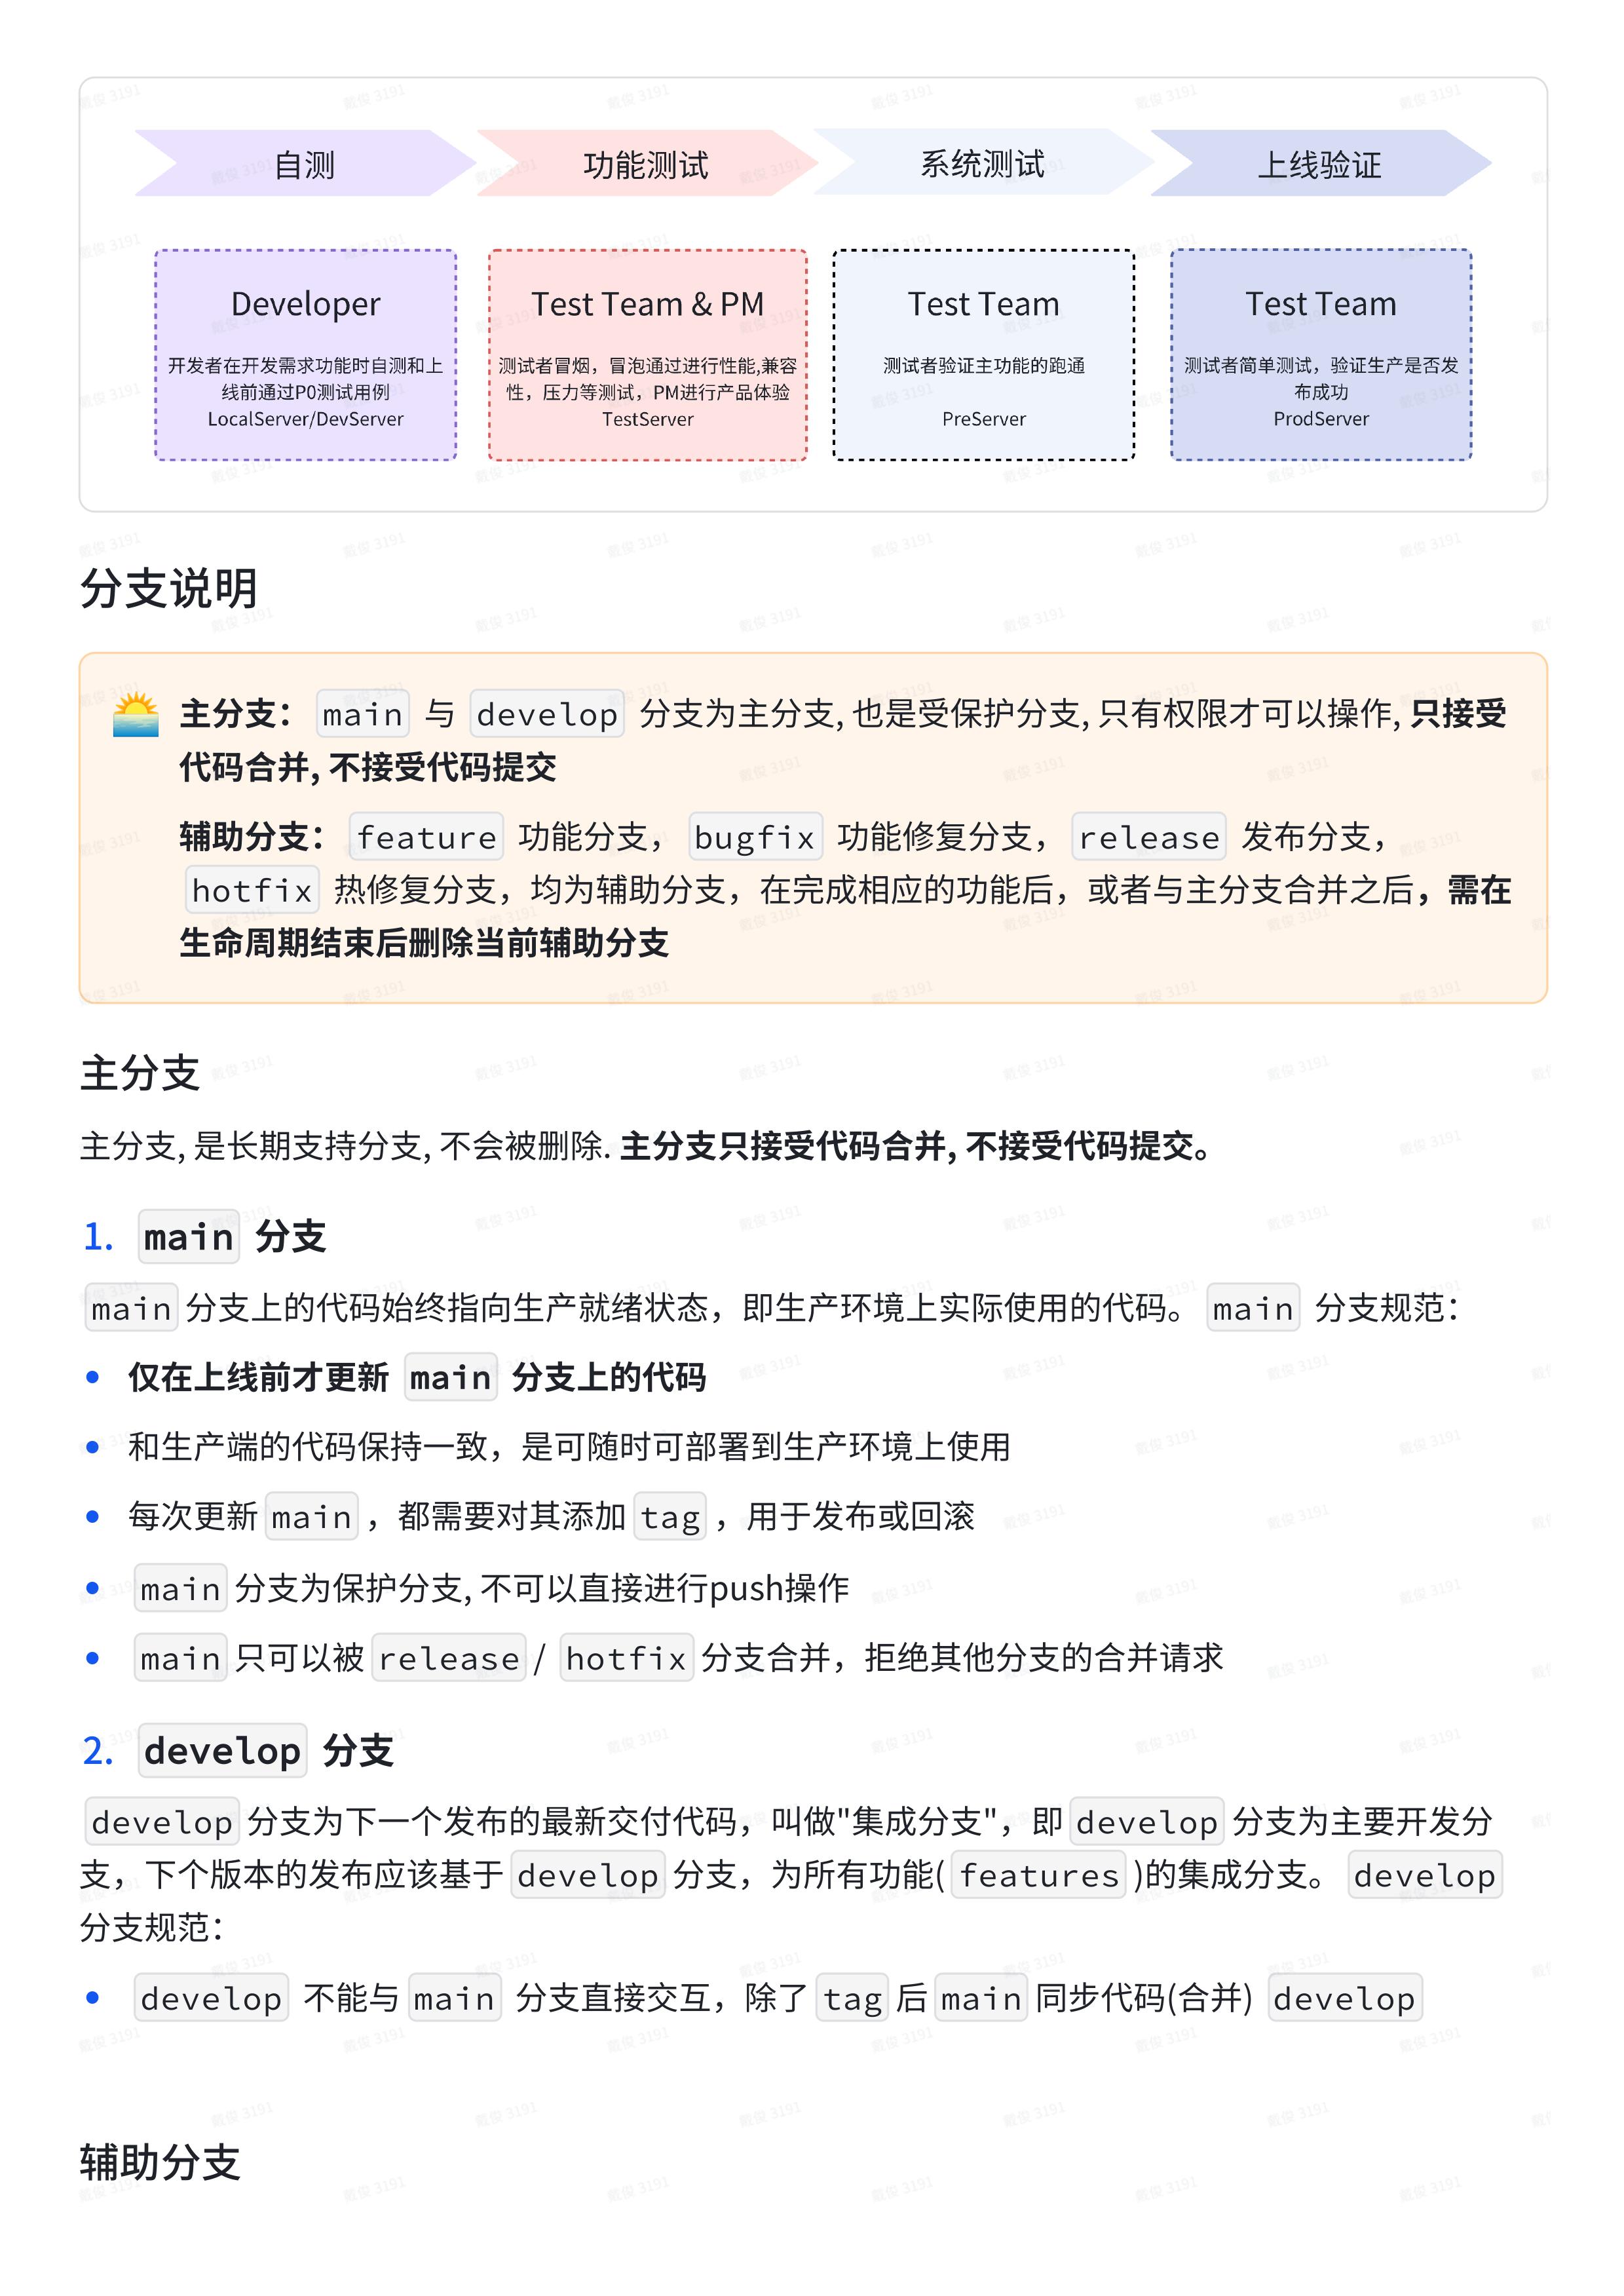 自测
功能测试
系统测试
上线验证
Developer
开发者在开发需求功能时自测和上
线前通过P0测试用例
LocalServer/DevServer
Test Team & PM
测试者冒烟，冒泡通过进行性能,兼容
性，压力等测试，PM进行产品体验
TestServer
Test Team
测试者验证主功能的跑通
PreServer
Test Team
测试者简单测试，验证生产是否发
布成功
ProdServer
分支说明
主分支： main 与 develop 分支为主分支, 也是受保护分支, 只有权限才可以操作, 只接受
代码合并, 不接受代码提交
辅助分支： feature 功能分支， bugfix 功能修复分支， release 发布分支，
hotfix 热修复分支，均为辅助分支，在完成相应的功能后，或者与主分支合并之后，需在
生命周期结束后删除当前辅助分支
主分支
主分支, 是长期支持分支, 不会被删除. 主分支只接受代码合并, 不接受代码提交。
1. main 分支
main 分支上的代码始终指向生产就绪状态，即生产环境上实际使用的代码。 main 分支规范：
• 仅在上线前才更新 main 分支上的代码
• 和生产端的代码保持一致，是可随时可部署到生产环境上使用
• 每次更新 main ，都需要对其添加 tag ，用于发布或回滚
• main 分支为保护分支, 不可以直接进行push操作
• main 只可以被 release / hotfix 分支合并，拒绝其他分支的合并请求
2. develop 分支
develop 分支为下一个发布的最新交付代码，叫做"集成分支"，即 develop 分支为主要开发分
支，下个版本的发布应该基于 develop 分支，为所有功能( features )的集成分支。 develop
分支规范：
• develop 不能与 main 分支直接交互，除了 tag 后 main 同步代码(合并) develop
辅助分支
戴俊 3191